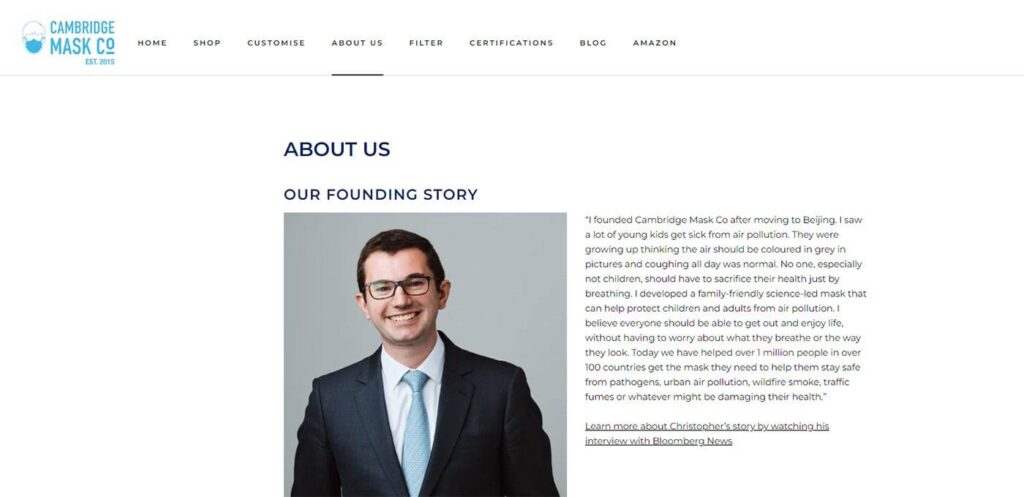 CAMBRIDGE
MASK CO
EST. 2015
HOME SHOP CUSTOMISE ABOUT US FILTER CERTIFICATIONS BLOG AMAZON
ABOUT US
OUR FOUNDING STORY
“I founded Cambridge Mask Co after moving to Beijing. I saw
a lot of young kids get sick from air pollution. They were
growing up thinking the air should be coloured in grey in
pictures and coughing all day was normal. No one, especially
not children, should have to sacrifice their health just by
breathing. I developed a family-friendly science-led mask that
can help protect children and adults from air pollution. I
believe everyone should be able to get out and enjoy life,
without having to worry about what they breathe or the way
they look. Today we have helped over 1 million people in over
100 countries get the mask they need to help them stay safe
from pathogens, urban air pollution, wildfire smoke, traffic
fumes or whatever might be damaging their health.”
Learn more about Christopher’s story by watching his
interview with Bloomberg News